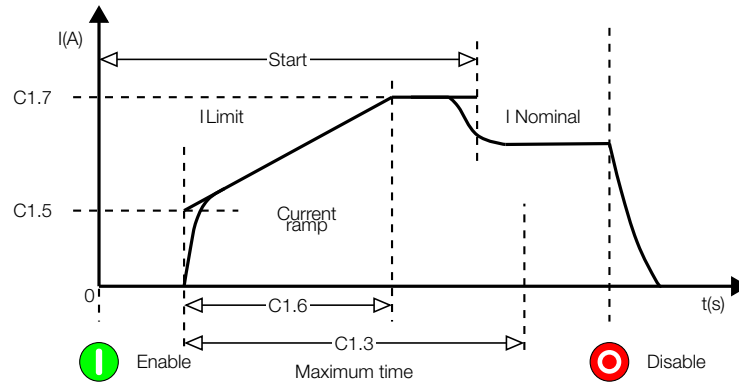 I(A)
Start
C1.7
I Limit
I Nominal
C1.5
Current
ramp
0
t(s)
C1.6
C1.3
Enable
Maximum time
Disable